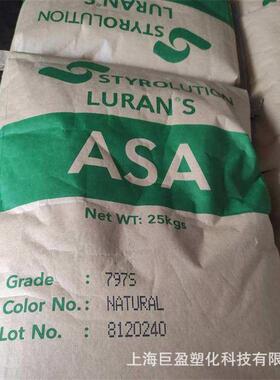 STYROLUTION
LURAN®S
ASA
Net WT: 25kgs
Grade : 797S
Color No.: NATURAL
Lot No. : 8120240
上海巨盈塑化科技有限